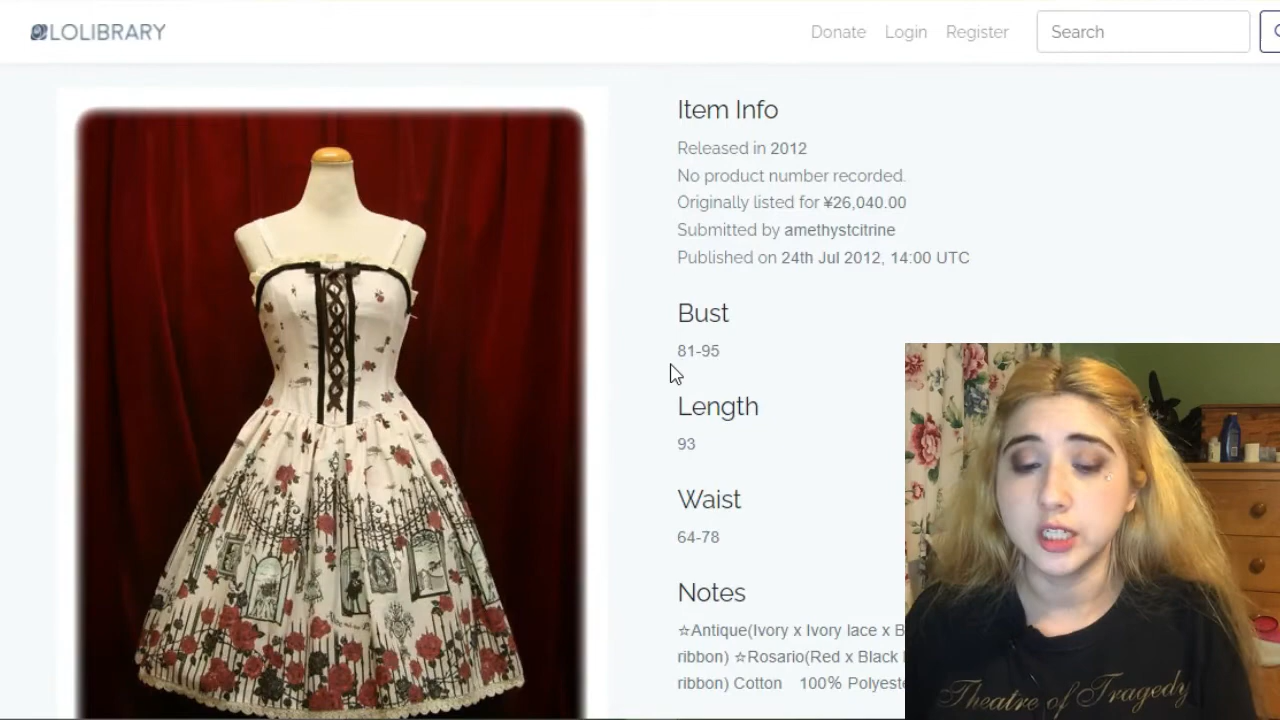 LOLIBRARY
Donate Login Register Search
Item Info
Released in 2012
No product number recorded.
Originally listed for ¥26,040.00
Submitted by amethystcitrine
Published on 24th Jul 2012, 14:00 UTC
Bust
81-95
Length
93
Waist
64-78
Notes
☆Antique(Ivory x Ivory lace x B
ribbon) ☆Rosario(Red x Black
ribbon) Cotton 100% Polyest
Theatre of Tragedy